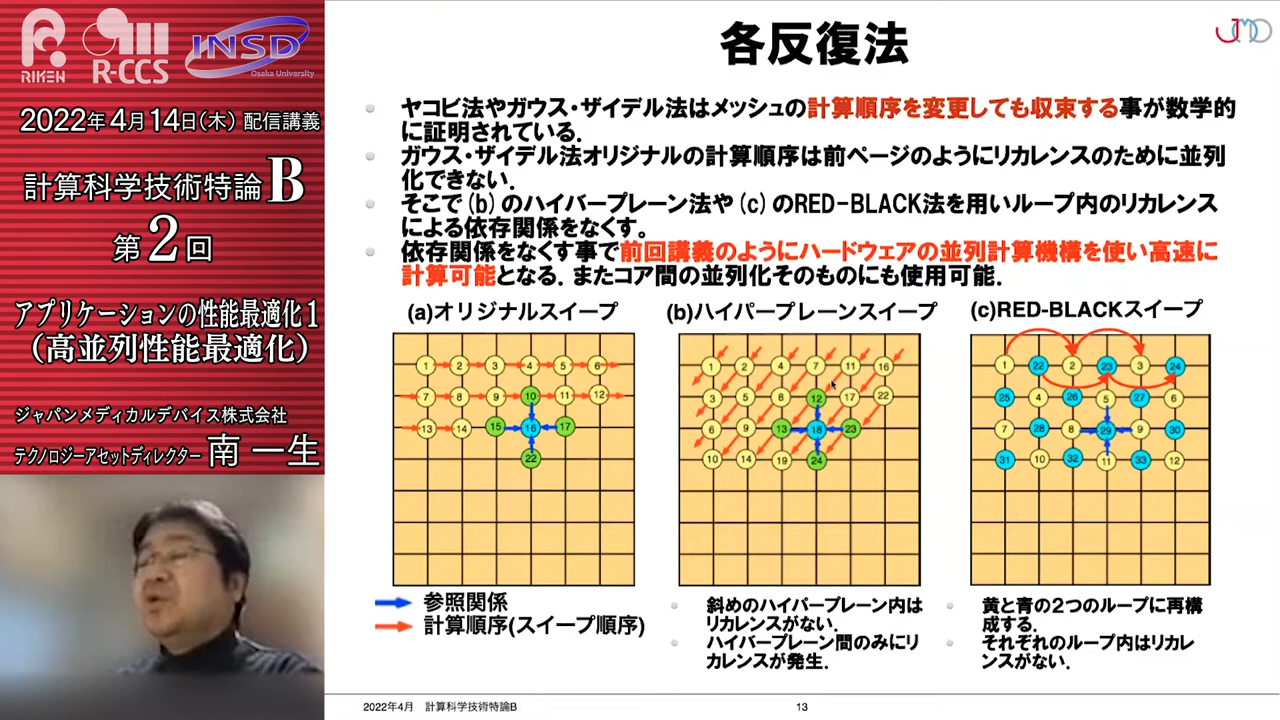 RIKEN
R-CCS
INSD
Osaka University
2022年4月14日(木) 配信講義
計算科学技術特論B
第2回
アプリケーションの性能最適化1
(高並列性能最適化)
ジャパンメディカルデバイス株式会社
テクノロジーアセットディレクター 南 一生
各反復法
JMD
ヤコビ法やガウス・ザイデル法はメッシュの計算順序を変更しても収束する事が数学的
に証明されている.
ガウス・ザイデル法オリジナルの計算順序は前ページのようにリカレンスのために並列
化できない.
そこで(b)のハイパープレーン法や(c)のRED-BLACK法を用いループ内のリカレンス
による依存関係をなくす。
依存関係をなくす事で前回講義のようにハードウェアの並列計算機構を使い高速に
計算可能となる. またコア間の並列化そのものにも使用可能.
(a)オリジナルスイープ
1 2 3 4 5 6
7 8 9 10 11 12
13 14 15 16 17
22
(b)ハイパープレーンスイープ
1 2 4 7 11 16
3 5 8 12 17 22
6 9 13 18 23
10 14 19 24
(c)RED-BLACKスイープ
1 22 2 23 3 24
25 4 26 5 27 6
7 28 8 29 9 30
31 10 32 11 33 12
参照関係
計算順序(スイープ順序)
斜めのハイパープレーン内は
リカレンスがない.
ハイパープレーン間のみにリ
カレンスが発生.
黄と青の2つのループに再構
成する.
それぞれのループ内はリカレ
ンスがない.
2022年4月 計算科学技術特論B
13